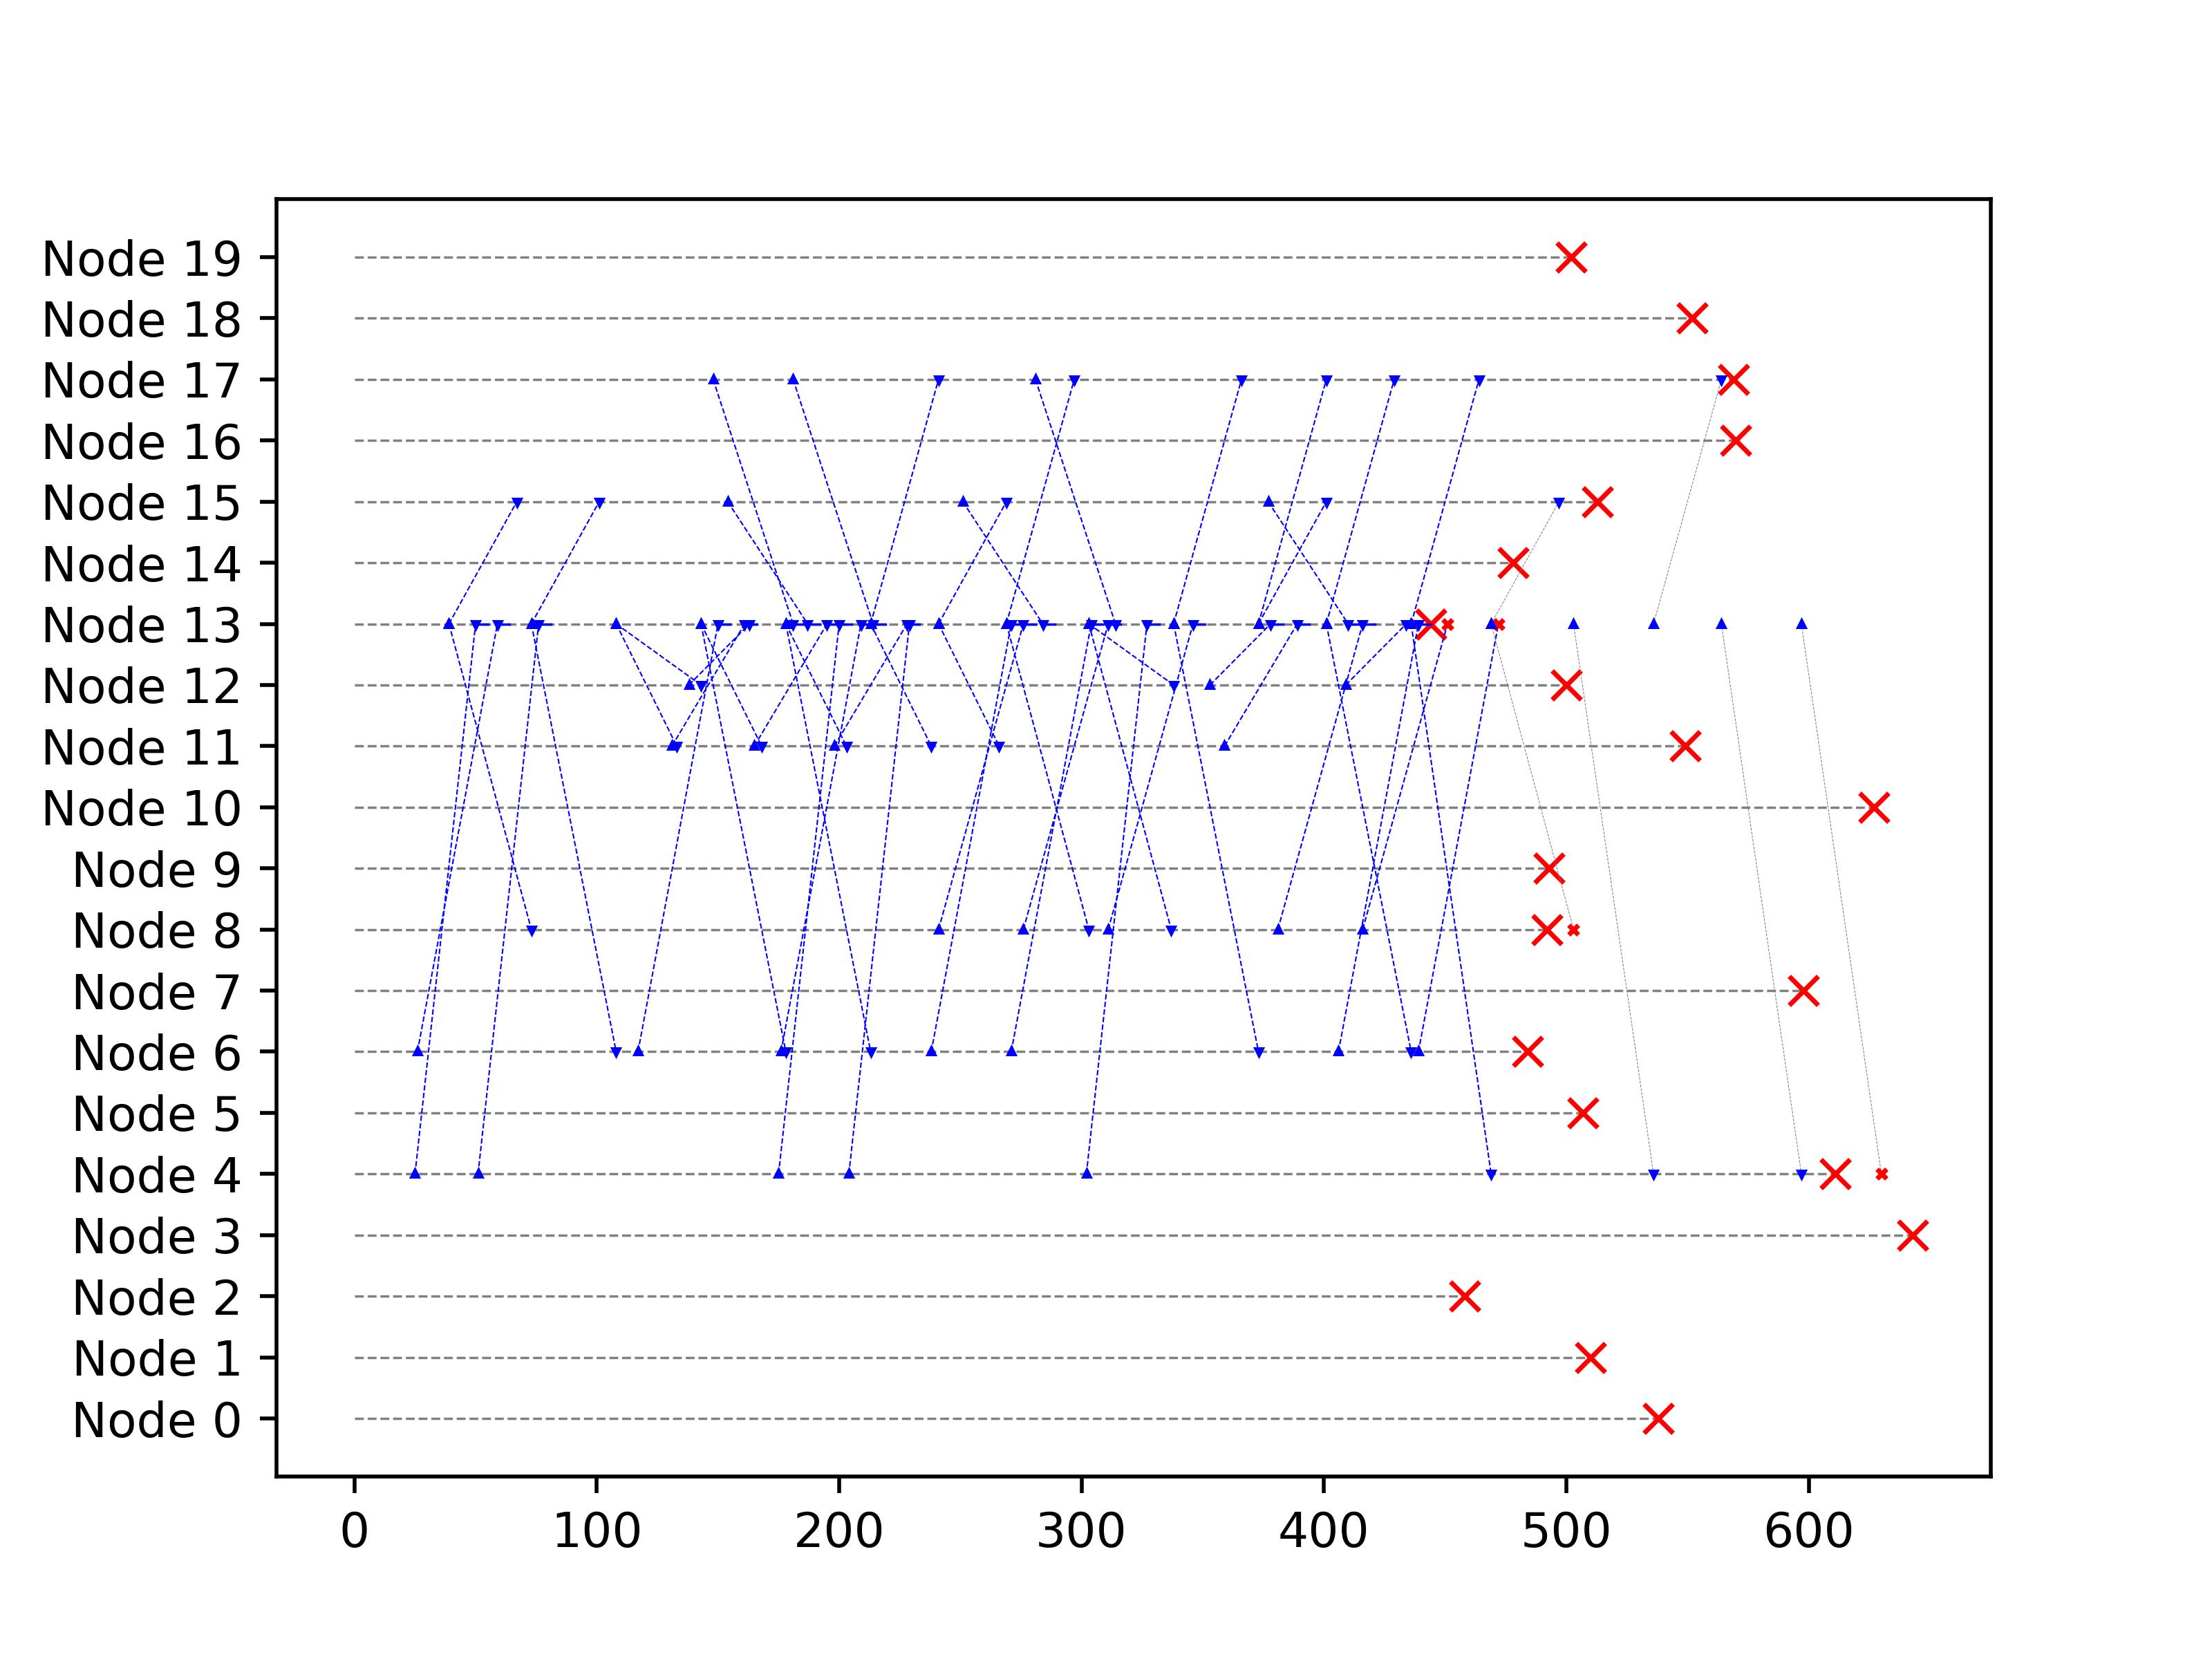 Node 19
Node 18
Node 17
Node 16
Node 15
Node 14
Node 13
Node 12
Node 11
Node 10
Node 9
Node 8
Node 7
Node 6
Node 5
Node 4
Node 3
Node 2
Node 1
Node 0
0 100 200 300 400 500 600